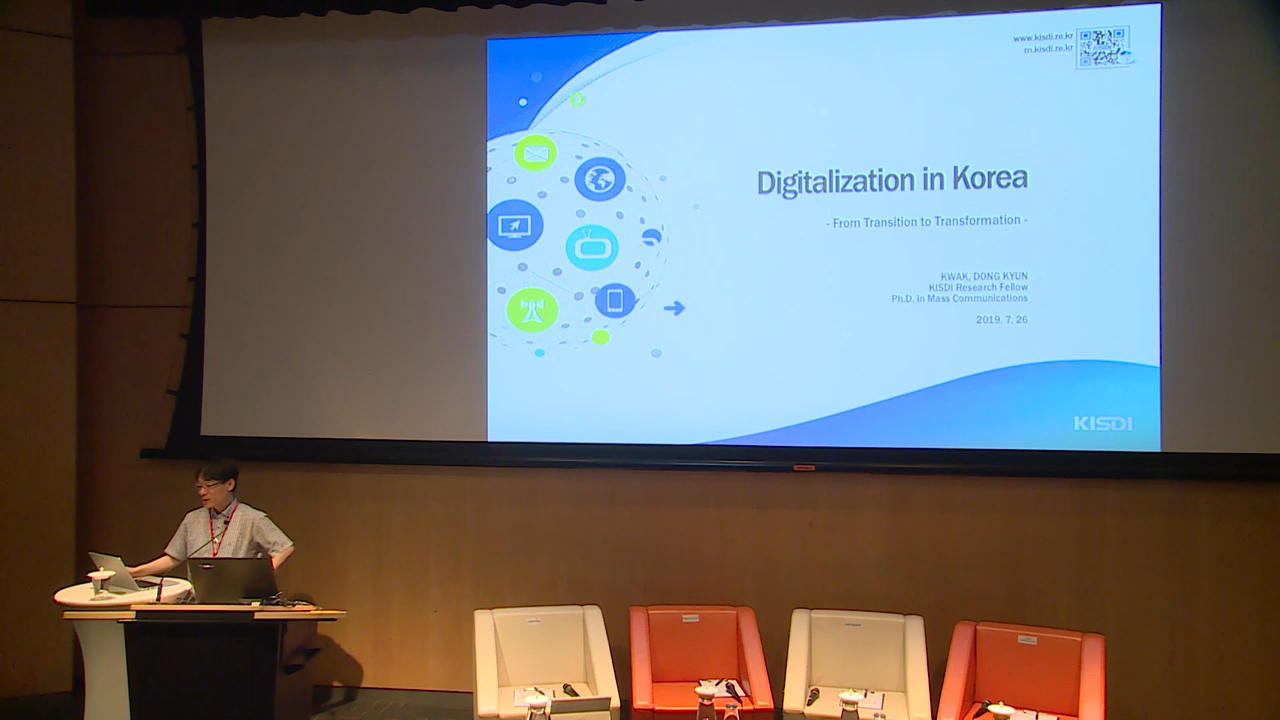 www.kisdi.re.kr
m.kisdi.re.kr
Digitalization in Korea
- From Transition to Transformation -
KWAK, DONG KYUN
KISDI Research Fellow
Ph.D. in Mass Communications
2019. 7. 26
KISDI